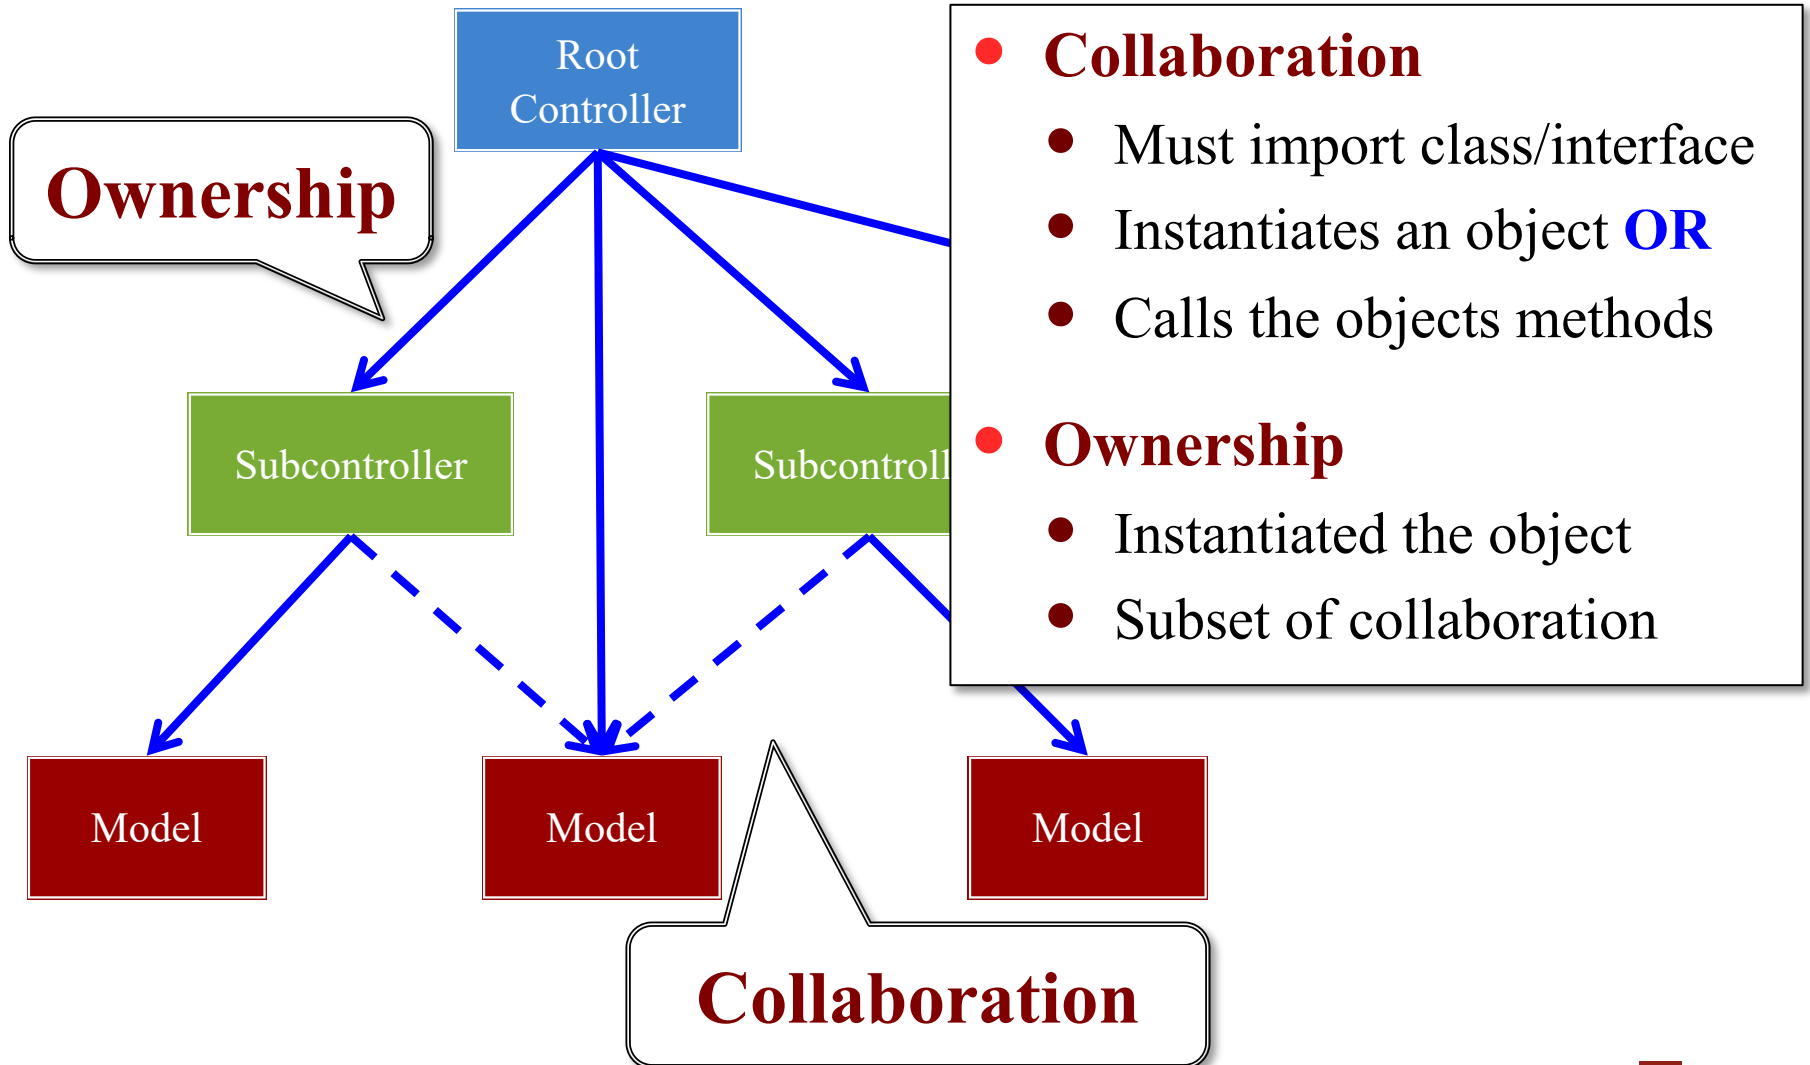 Root
Controller
Ownership
Subcontroller
Model
Model
Model
Collaboration
Collaboration
Must import class/interface
Instantiates an object OR
Calls the objects methods
Ownership
Instantiated the object
Subset of collaboration